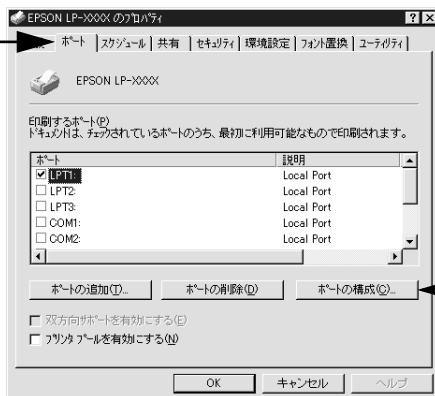 EPSON LP-XXXX のプロパティ
ポート スケジュール 共有 セキュリティ 環境設定 フォント置換 ユーティリティ
EPSON LP-XXXX
印刷するポート(P)
ドキュメントは、チェックされているポートのうち、最初に利用可能なもので印刷されます。
ポート 説明
LPT1: Local Port
LPT2: Local Port
LPT3: Local Port
COM1: Local Port
COM2: Local Port
ポートの追加(T)... ポートの削除(D) ポートの構成(C)...
双方向サポートを有効にする(E)
プリンタ プールを有効にする(N)
OK キャンセル ヘルプ